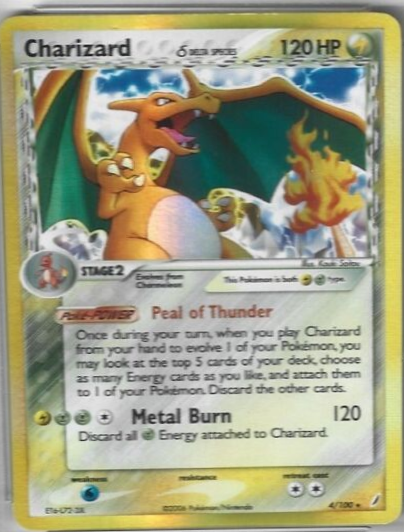 Charizard δ DELTA SPECIES 120 HP
Illus. Kouki Saitou
STAGE 2 Evolves from Charmeleon
This Pokémon is both type.
Poké-POWER Peal of Thunder
Once during your turn, when you play Charizard
from your hand to evolve 1 of your Pokémon, you
may look at the top 5 cards of your deck, choose
as many Energy cards as you like, and attach them
to 1 of your Pokémon. Discard the other cards.
Metal Burn 120
Discard all Energy attached to Charizard.
weakness resistance retreat cost
©2006 Pokémon/Nintendo 4/100 ★